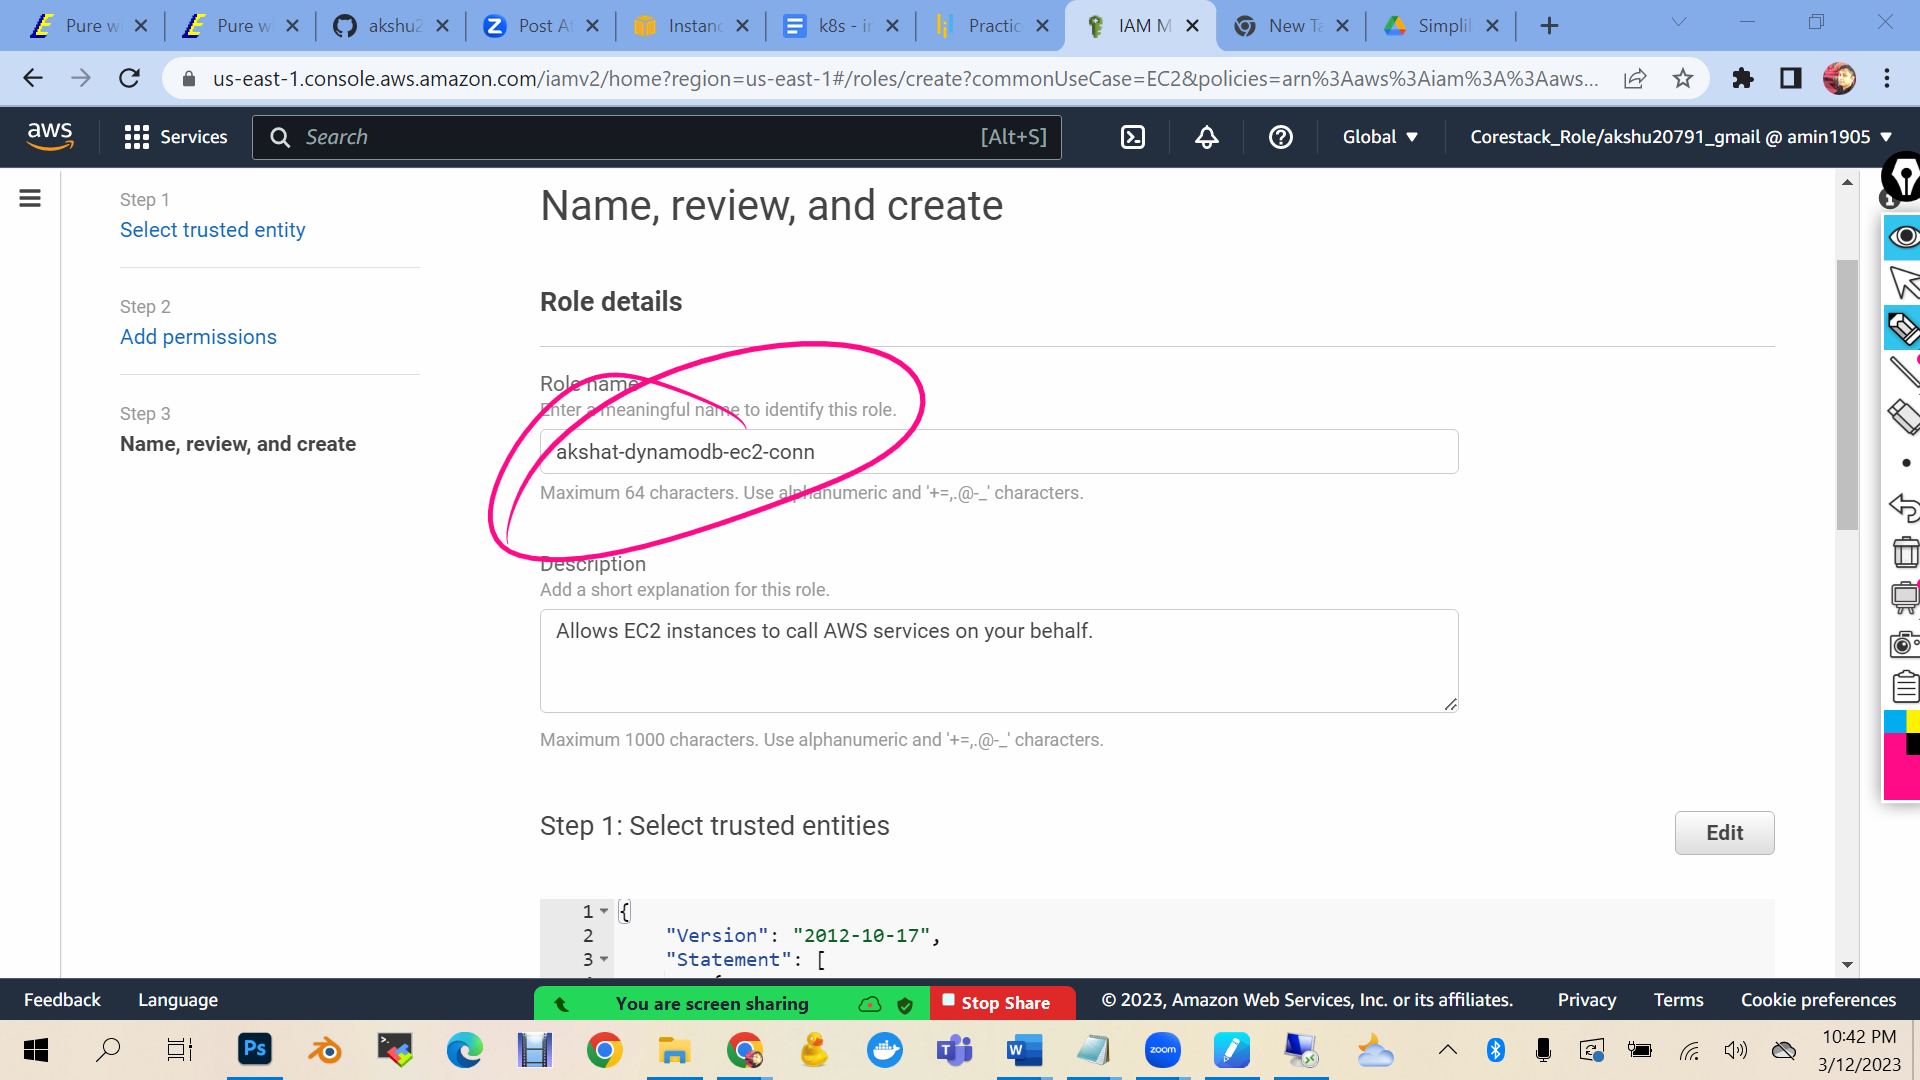 Pure w
Pure w
akshu2
Post At
Instanc
k8s - in
Practic
IAM M
New Ta
Simplil
us-east-1.console.aws.amazon.com/iamv2/home?region=us-east-1#/roles/create?commonUseCase=EC2&policies=arn%3Aaws%3Aiam%3A%3Aaws...
aws
Services
Search
[Alt+S]
Global
Corestack_Role/akshu20791_gmail @ amin1905
Step 1
Select trusted entity
Step 2
Add permissions
Step 3
Name, review, and create
Name, review, and create
Role details
Role name
Enter a meaningful name to identify this role.
akshat-dynamodb-ec2-conn
Maximum 64 characters. Use alphanumeric and '+=,.@-_' characters.
Description
Add a short explanation for this role.
Allows EC2 instances to call AWS services on your behalf.
Maximum 1000 characters. Use alphanumeric and '+=,.@-_' characters.
Step 1: Select trusted entities
Edit
1 {
2 "Version": "2012-10-17",
3 "Statement": [
Feedback
Language
You are screen sharing
Stop Share
© 2023, Amazon Web Services, Inc. or its affiliates.
Privacy
Terms
Cookie preferences
Ps
W
zoom
10:42 PM
3/12/2023